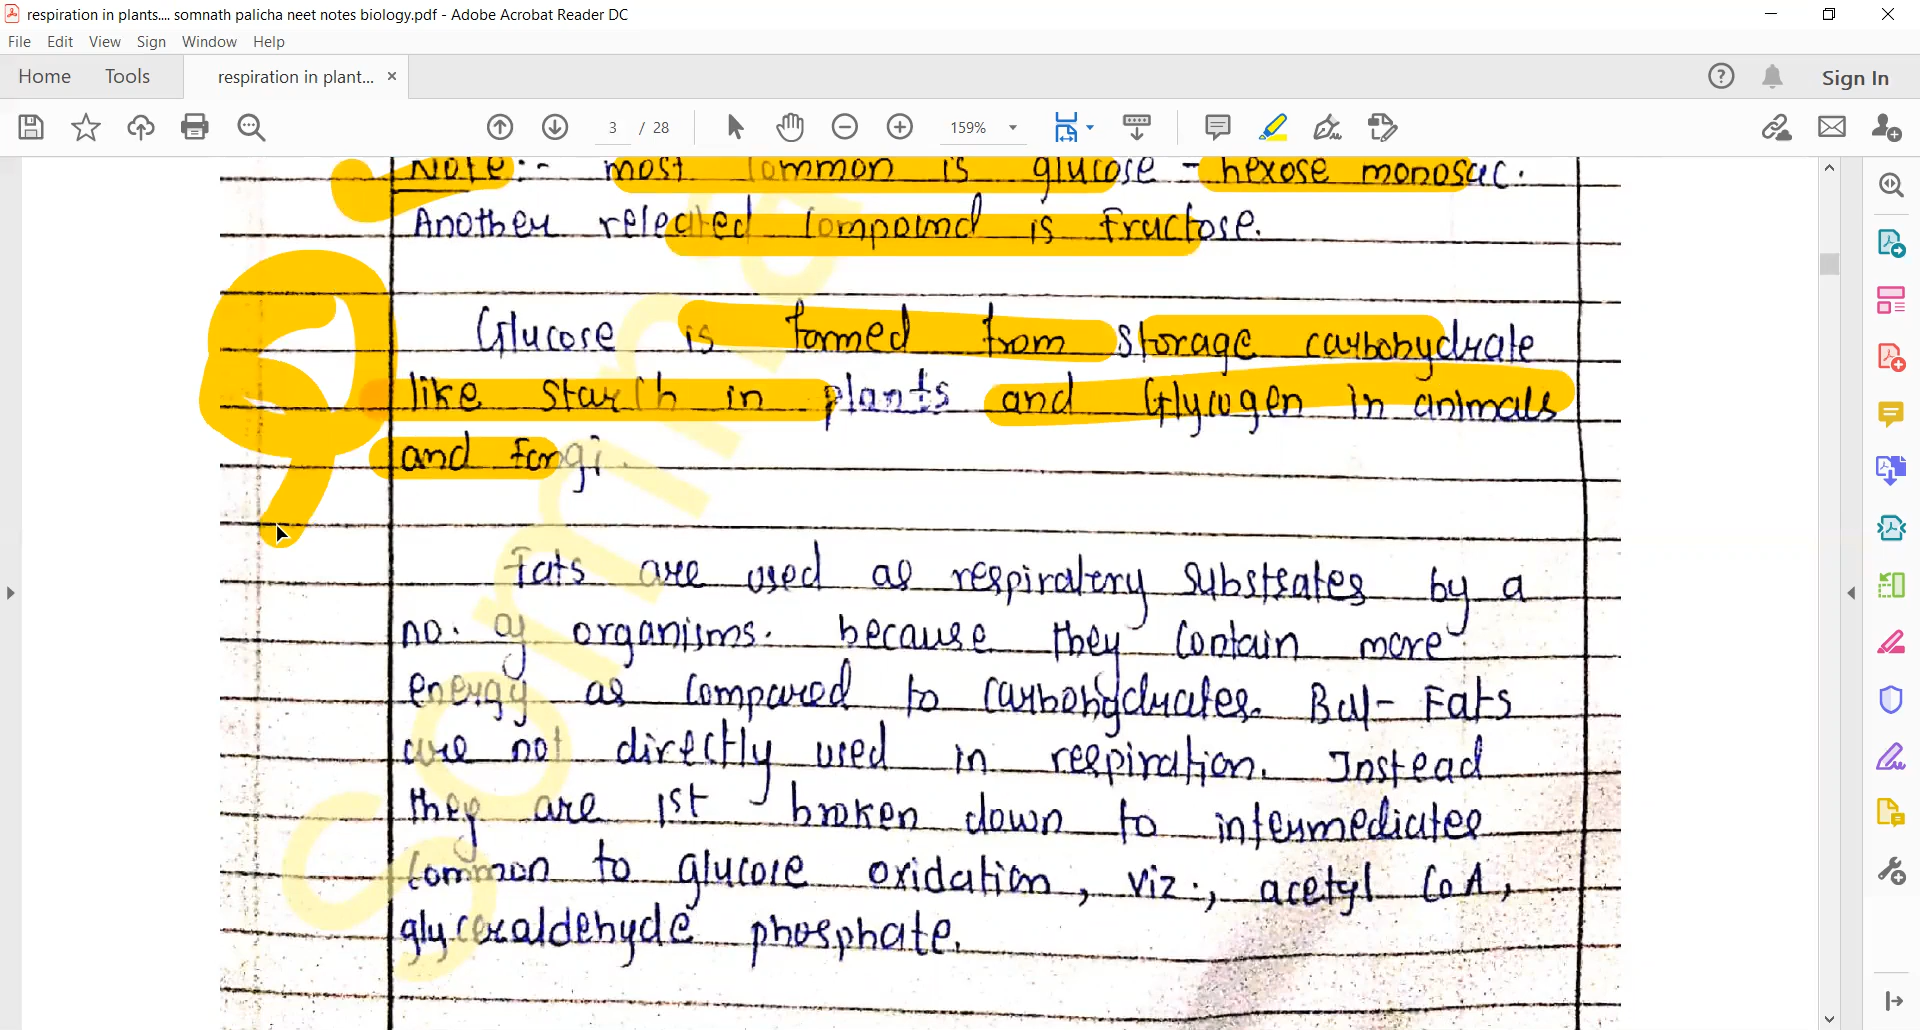 respiration in plants.... somnath palicha neet notes biology.pdf - Adobe Acrobat Reader DC
File Edit View Sign Window Help
Home Tools respiration in plant... × Sign In
3 / 28 159%
Note:- most common is glucose - hexose monosac.
Another releated compound is fructose.
Glucose is formed from storage carbohydrate
like starch in plants and Glycogen in animals
and fongi.
Fats are used as respiratory substrates by a
no. of organisms. because they contain more
energy as compared to carbohydrates. But- Fats
are not directly used in respiration. Instead
they are 1st broken down to intermediates
common to glucose oxidation, viz., acetyl CoA,
glyceraldehyde phosphate.